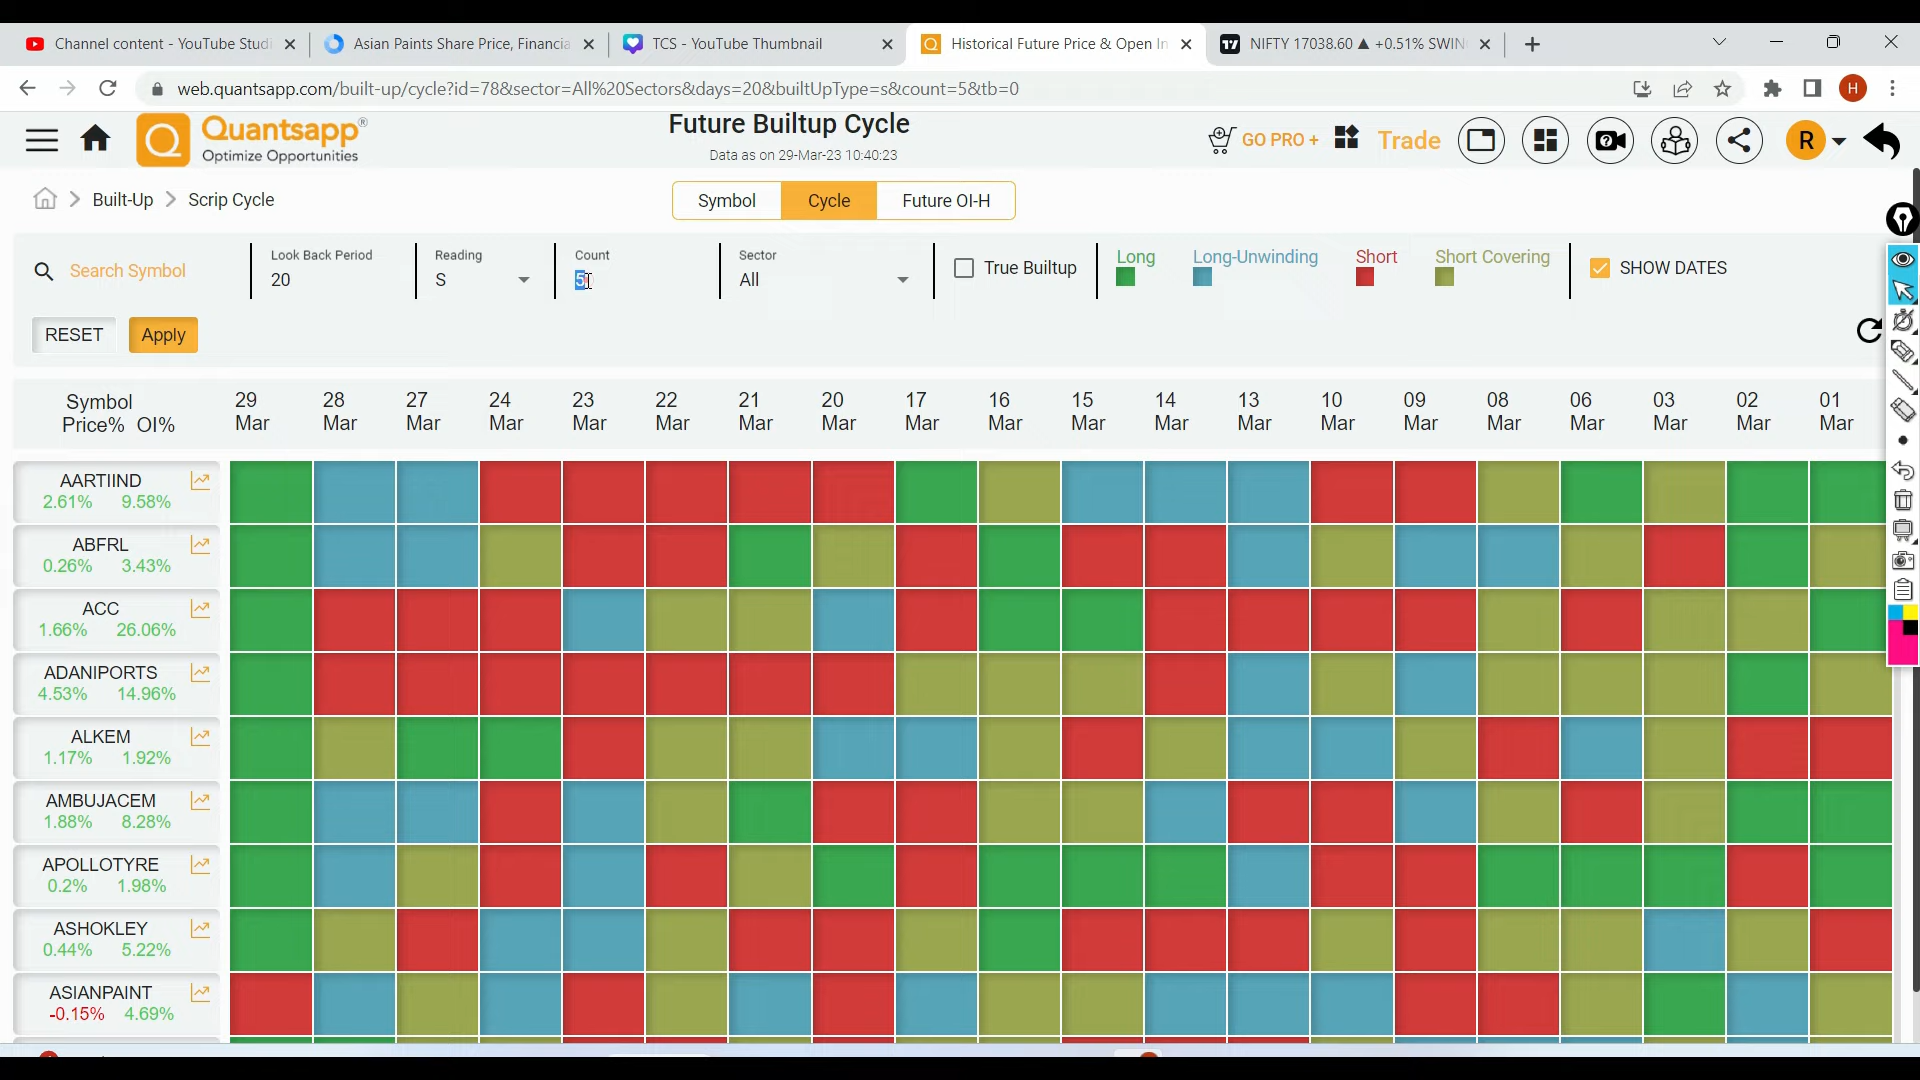 Channel content - YouTube Studi
Asian Paints Share Price, Financia
TCS - YouTube Thumbnail
Historical Future Price & Open In
NIFTY 17038.60 ▲ +0.51% SWIN
web.quantsapp.com/built-up/cycle?id=78&sector=All%20Sectors&days=20&builtUpType=s&count=5&tb=0
H
Quantsapp®
Optimize Opportunities
Future Builtup Cycle
Data as on 29-Mar-23 10:40:23
GO PRO +
Trade
R
Built-Up > Scrip Cycle
Symbol Cycle Future OI-H
Search Symbol
Look Back Period
20
Reading
S
Count
5
Sector
All
True Builtup
Long
Long-Unwinding
Short
Short Covering
SHOW DATES
RESET Apply
Symbol
Price% OI%
29 Mar
28 Mar
27 Mar
24 Mar
23 Mar
22 Mar
21 Mar
20 Mar
17 Mar
16 Mar
15 Mar
14 Mar
13 Mar
10 Mar
09 Mar
08 Mar
06 Mar
03 Mar
02 Mar
01 Mar
AARTIIND
2.61% 9.58%
ABFRL
0.26% 3.43%
ACC
1.66% 26.06%
ADANIPORTS
4.53% 14.96%
ALKEM
1.17% 1.92%
AMBUJACEM
1.88% 8.28%
APOLLOTYRE
0.2% 1.98%
ASHOKLEY
0.44% 5.22%
ASIANPAINT
-0.15% 4.69%